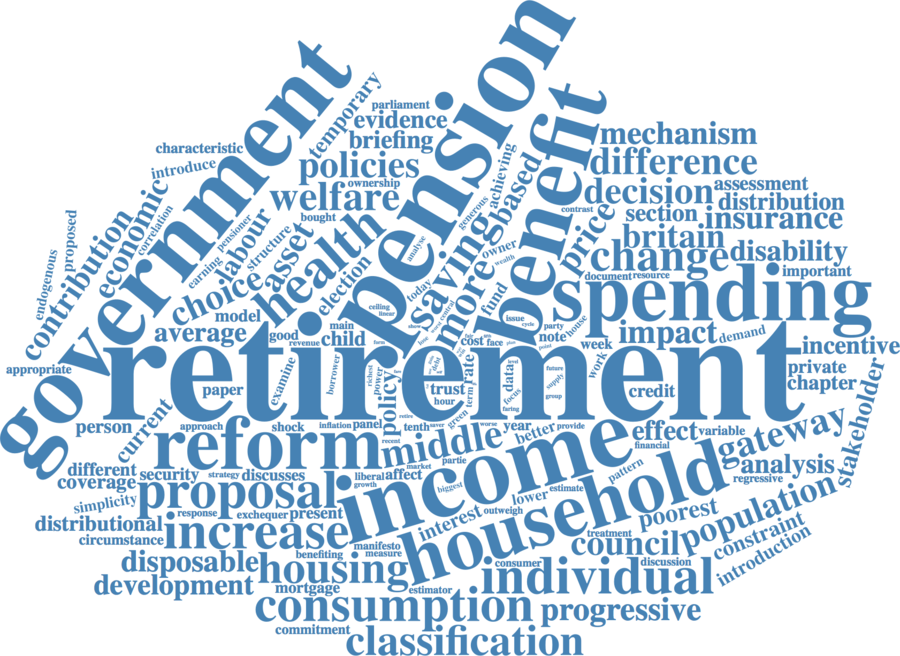 parliament
evidence
temporary
briefing
characteristic
introduce
policies
ownership
welfare
bought
government
pension
benefit
mechanism
difference
decision
assessment
distribution
section
insurance
contrast
britain
price
change
disability
document
resource
important
achieving
based
generous
saving
more
owner
wealth
fund
analyse
today
health
asset
labour
structure
pensioner
earning
correlation
economic
contribution
proposed
endogenous
choice
election
model
average
good
revenue
main
child
ceiling
linear
show
central
issue
cycle
party
note
house
week
work
cost
face
spending
impact
demand
incentive
private
chapter
stakeholder
appropriate
retirement
paper
examine
borrower
richest
power
policy
trust
hour
debt
rate
term
data
level
focus
facing
future
supply
group
credit
person
current
approach
shock
inflation
panel
retire
tenth
saver
green
worse
year
better
provide
effect
variable
financial
gateway
reform
recent
middle
market
partie
income
household
pattern
analysis
regressive
different
coverage
security
strategy
discusses
liberal
affect
growth
biggest
simplicity
proposal
lower
estimate
outweigh
interest
poorest
population
distributional
response
exchequer
present
circumstance
increase
manifesto
measure
benefiting
treatment
council
constraint
introduction
disposable
housing
consumer
discussion
development
mortgage
estimator
individual
consumption
progressive
commitment
classification